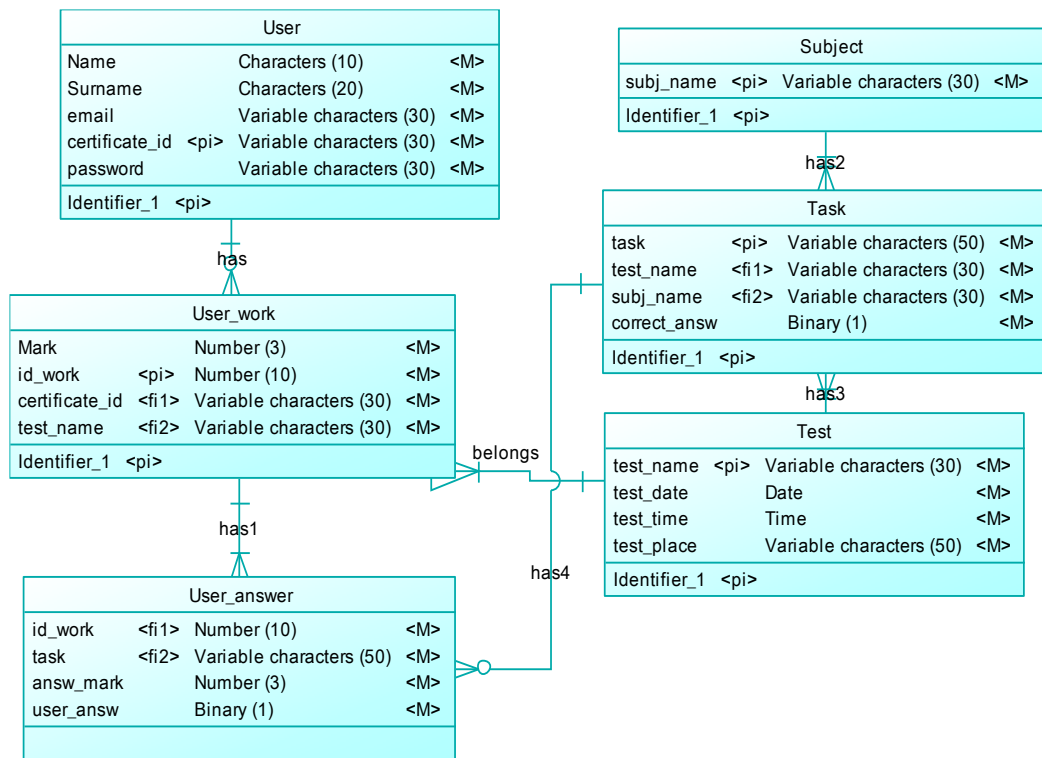 User
Name Characters (10) <M>
Surname Characters (20) <M>
email Variable characters (30) <M>
certificate_id <pi> Variable characters (30) <M>
password Variable characters (30) <M>
Identifier_1 <pi>
Subject
subj_name <pi> Variable characters (30) <M>
Identifier_1 <pi>
has
has2
Task
task <pi> Variable characters (50) <M>
test_name <fi1> Variable characters (30) <M>
subj_name <fi2> Variable characters (30) <M>
correct_answ Binary (1) <M>
Identifier_1 <pi>
User_work
Mark Number (3) <M>
id_work <pi> Number (10) <M>
certificate_id <fi1> Variable characters (30) <M>
test_name <fi2> Variable characters (30) <M>
Identifier_1 <pi>
has3
belongs
Test
test_name <pi> Variable characters (30) <M>
test_date Date <M>
test_time Time <M>
test_place Variable characters (50) <M>
Identifier_1 <pi>
has1
has4
User_answer
id_work <fi1> Number (10) <M>
task <fi2> Variable characters (50) <M>
answ_mark Number (3) <M>
user_answ Binary (1) <M>